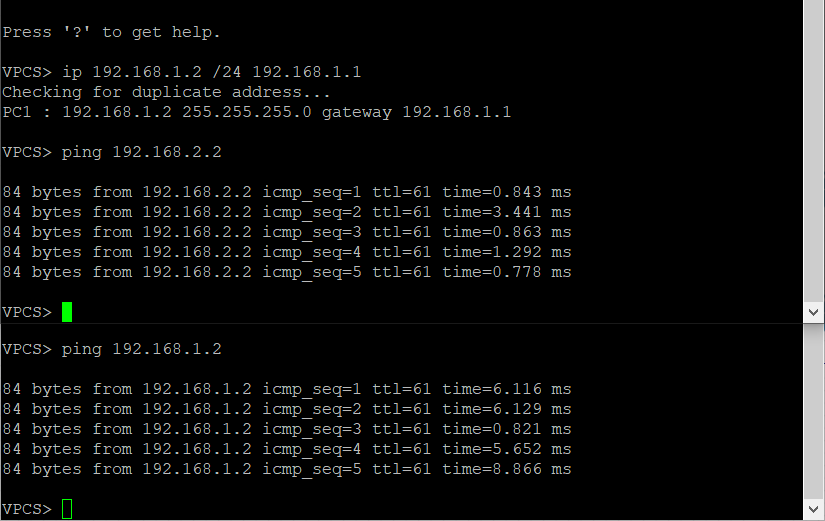 Press '?' to get help.
VPCS> ip 192.168.1.2 /24 192.168.1.1
Checking for duplicate address...
PC1 : 192.168.1.2 255.255.255.0 gateway 192.168.1.1
VPCS> ping 192.168.2.2
84 bytes from 192.168.2.2 icmp_seq=1 ttl=61 time=0.843 ms
84 bytes from 192.168.2.2 icmp_seq=2 ttl=61 time=3.441 ms
84 bytes from 192.168.2.2 icmp_seq=3 ttl=61 time=0.863 ms
84 bytes from 192.168.2.2 icmp_seq=4 ttl=61 time=1.292 ms
84 bytes from 192.168.2.2 icmp_seq=5 ttl=61 time=0.778 ms
VPCS>
VPCS> ping 192.168.1.2
84 bytes from 192.168.1.2 icmp_seq=1 ttl=61 time=6.116 ms
84 bytes from 192.168.1.2 icmp_seq=2 ttl=61 time=6.129 ms
84 bytes from 192.168.1.2 icmp_seq=3 ttl=61 time=0.821 ms
84 bytes from 192.168.1.2 icmp_seq=4 ttl=61 time=5.652 ms
84 bytes from 192.168.1.2 icmp_seq=5 ttl=61 time=8.866 ms
VPCS>